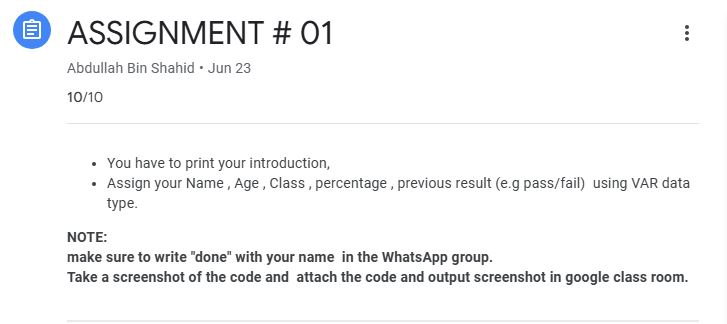 ASSIGNMENT # 01
Abdullah Bin Shahid • Jun 23
10/10
• You have to print your introduction,
• Assign your Name , Age , Class , percentage , previous result (e.g pass/fail)  using VAR data
type.
NOTE:
make sure to write "done" with your name  in the WhatsApp group.
Take a screenshot of the code and  attach the code and output screenshot in google class room.